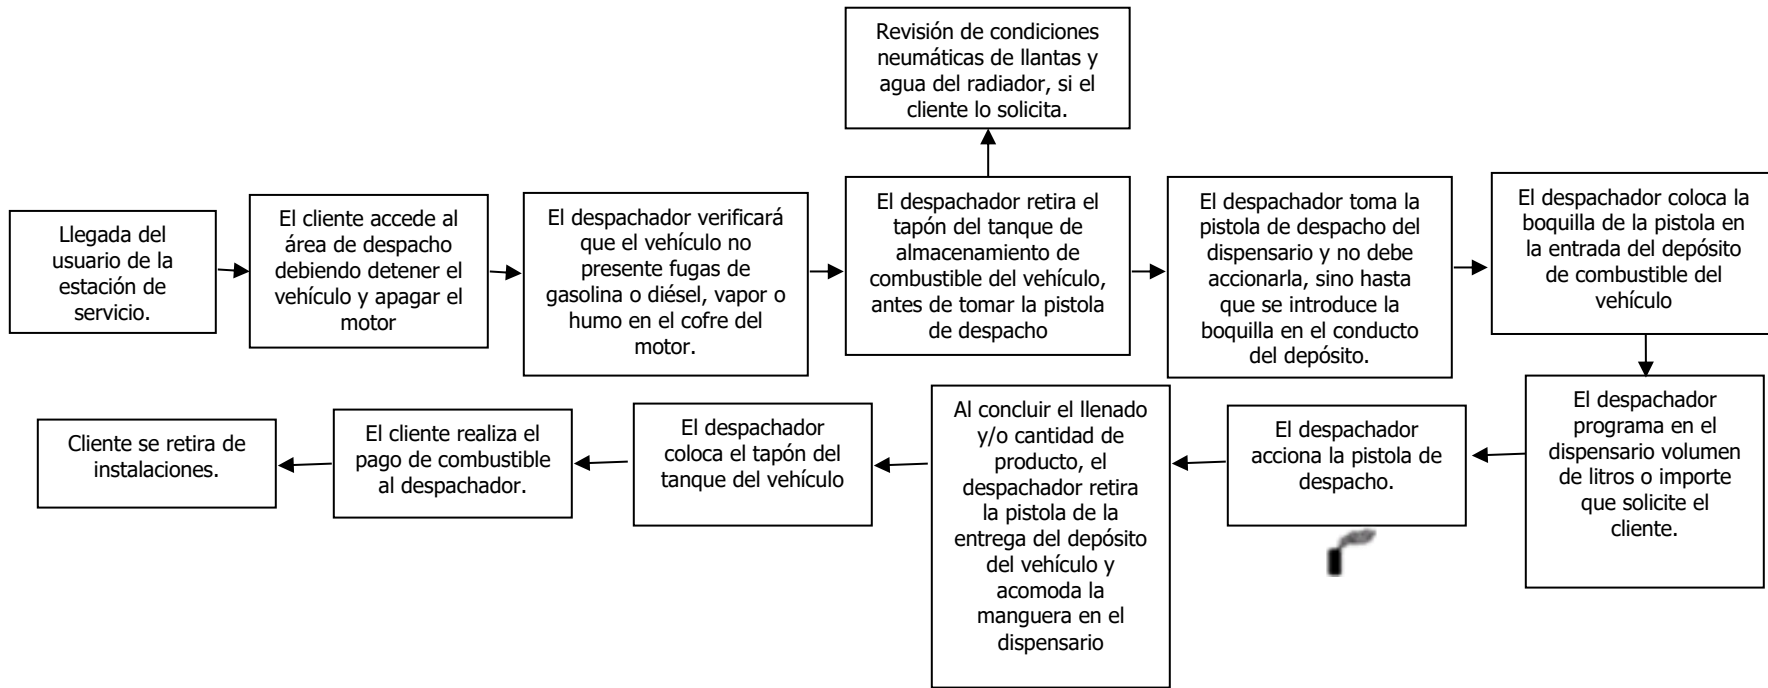 Revisión de condiciones
neumáticas de llantas y
agua del radiador, si el
cliente lo solicita.
Llegada del
usuario de la
estación de
servicio.
El cliente accede al
área de despacho
debiendo detener el
vehículo y apagar el
motor
El despachador verificará
que el vehículo no
presente fugas de
gasolina o diésel, vapor o
humo en el cofre del
motor.
El despachador retira el
tapón del tanque de
almacenamiento de
combustible del vehículo,
antes de tomar la pistola
de despacho
El despachador toma la
pistola de despacho del
dispensario y no debe
accionarla, sino hasta
que se introduce la
boquilla en el conducto
del depósito.
El despachador coloca la
boquilla de la pistola en
la entrada del depósito
de combustible del
vehículo
El despachador
programa en el
dispensario volumen
de litros o importe
que solicite el
cliente.
El despachador
acciona la pistola de
despacho.
Al concluir el llenado
y/o cantidad de
producto, el
despachador retira
la pistola de la
entrega del depósito
del vehículo y
acomoda la
manguera en el
dispensario
El despachador
coloca el tapón del
tanque del vehículo
El cliente realiza el
pago de combustible
al despachador.
Cliente se retira de
instalaciones.